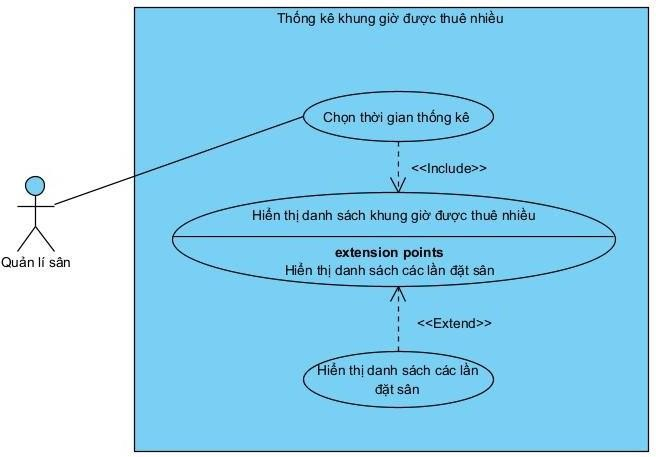 Thống kê khung giờ được thuê nhiều
Chọn thời gian thống kê
<<Include>>
Hiển thị danh sách khung giờ được thuê nhiều
extension points
Hiển thị danh sách các lần đặt sân
Quản lí sân
<<Extend>>
Hiển thị danh sách các lần
đặt sân